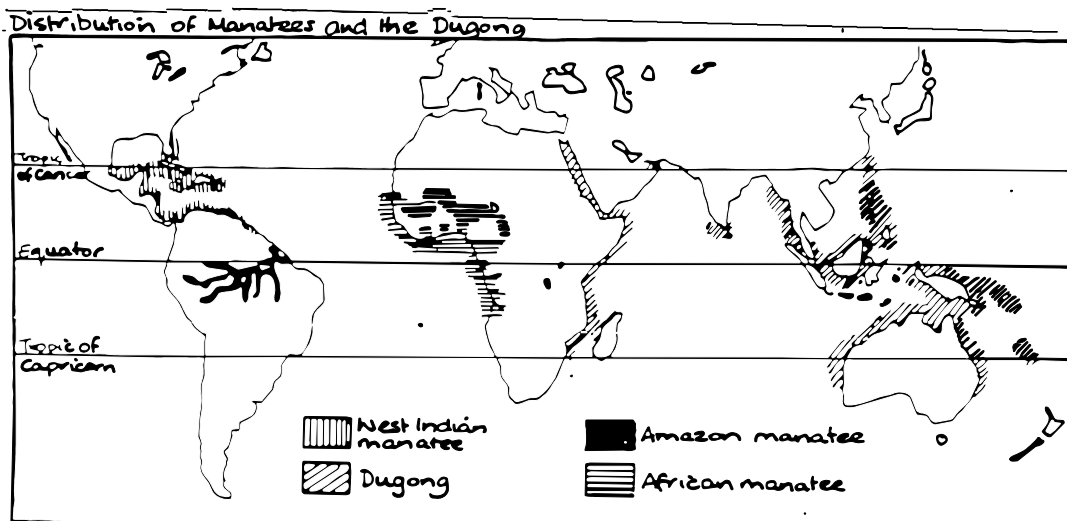 Distribution of Manatees and the Dugong
Tropic
of Cancer
Equator
Tropic of
Capricorn
West Indian
manatee
Dugong
Amazon manatee
African manatee